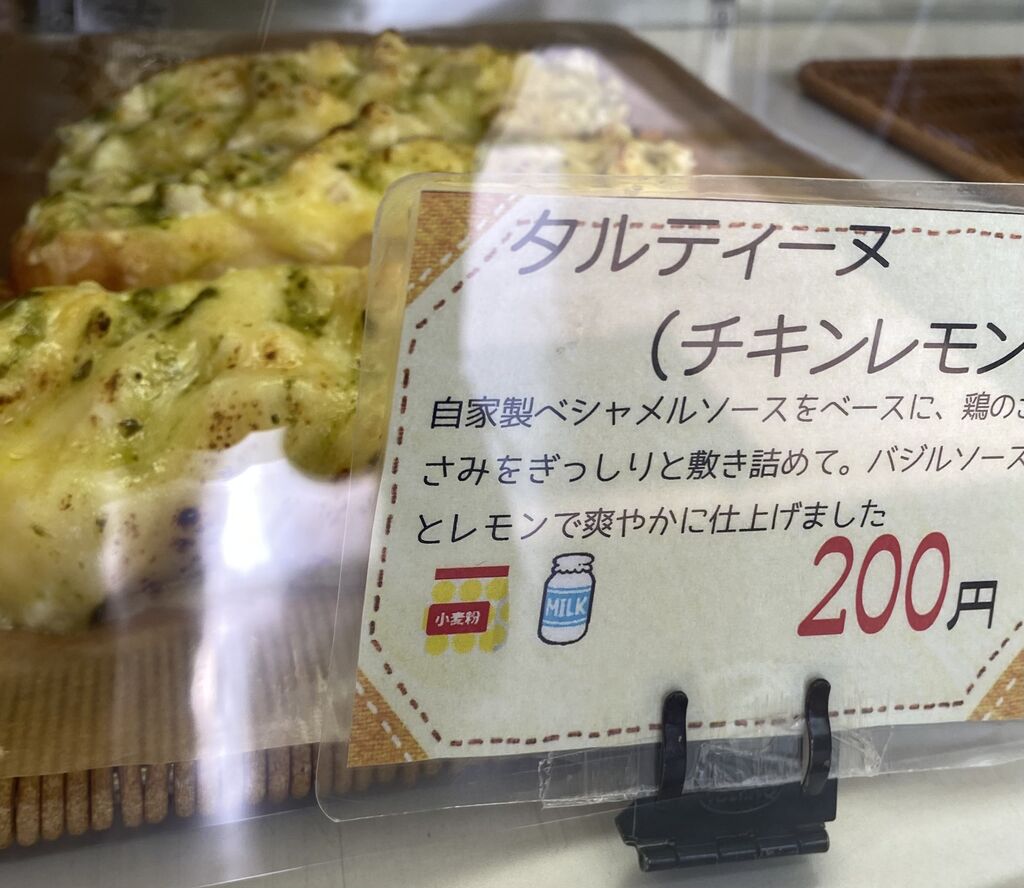 タルティーヌ
(チキンレモン
自家製ベシャメルソースをベースに、鶏のさ
さみをぎっしりと敷き詰めて。バジルソース
とレモンで爽やかに仕上げました
小麦粉
MILK
200円